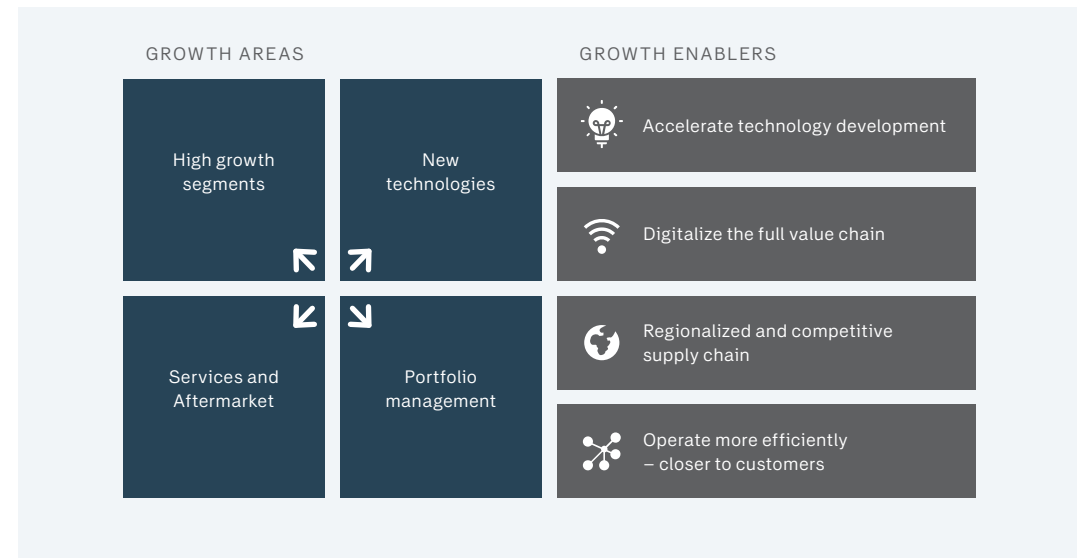 GROWTH AREAS
High growth
segments
New
technologies
Services and
Aftermarket
Portfolio
management
GROWTH ENABLERS
Accelerate technology development
Digitalize the full value chain
Regionalized and competitive
supply chain
Operate more efficiently
– closer to customers